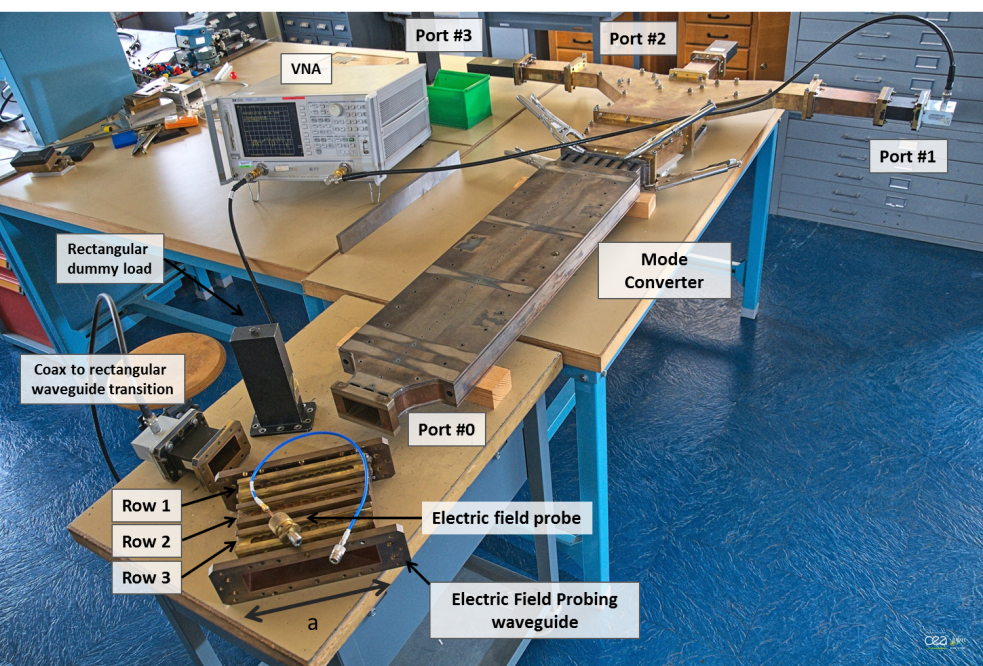 Port #3
Port #2
VNA
Port #1
Rectangular
dummy load
Mode
Converter
Coax to rectangular
waveguide transition
Port #0
Row 1
Electric field probe
Row 2
Row 3
Electric Field Probing
waveguide
a
cea